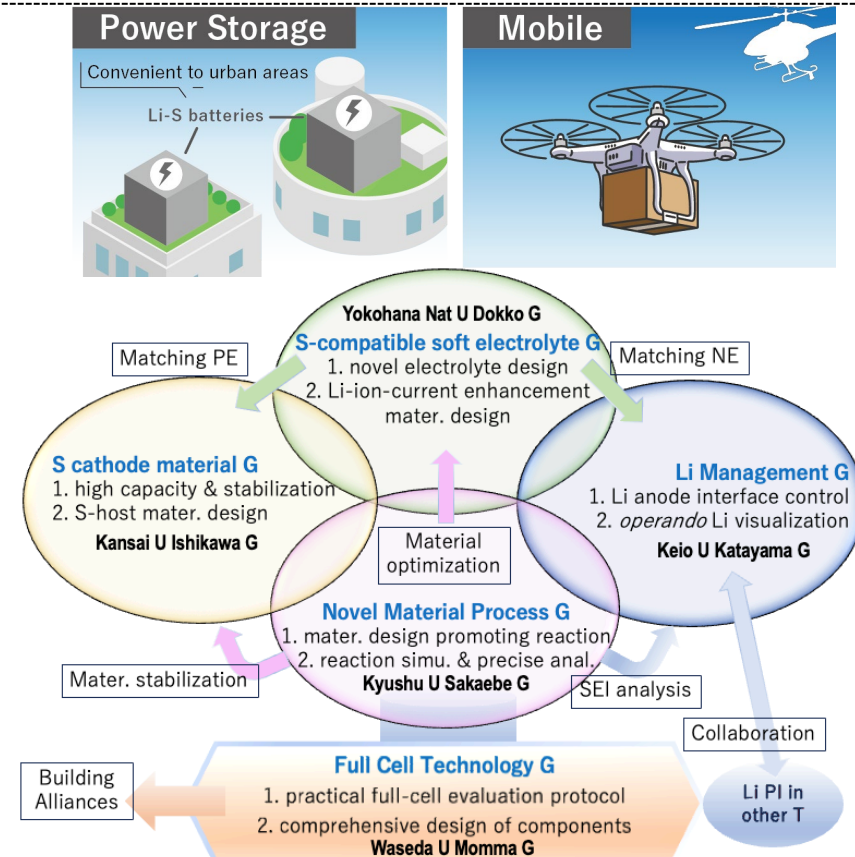 Power Storage
Mobile
Convenient to urban areas
Li-S batteries
Yokohana Nat U Dokko G
S-compatible soft electrolyte G
1. novel electrolyte design
2. Li-ion-current enhancement
mater. design
Matching PE
Matching NE
S cathode material G
1. high capacity & stabilization
2. S-host mater. design
Kansai U Ishikawa G
Li Management G
1. Li anode interface control
2. operando Li visualization
Keio U Katayama G
Material
optimization
Novel Material Process G
1. mater. design promoting reaction
2. reaction simu. & precise anal..
Kyushu U Sakaebe G
Mater. stabilization
SEI analysis
Collaboration
Building
Alliances
Full Cell Technology G
1. practical full-cell evaluation protocol
2. comprehensive design of components
Waseda U Momma G
Li PI in
other T